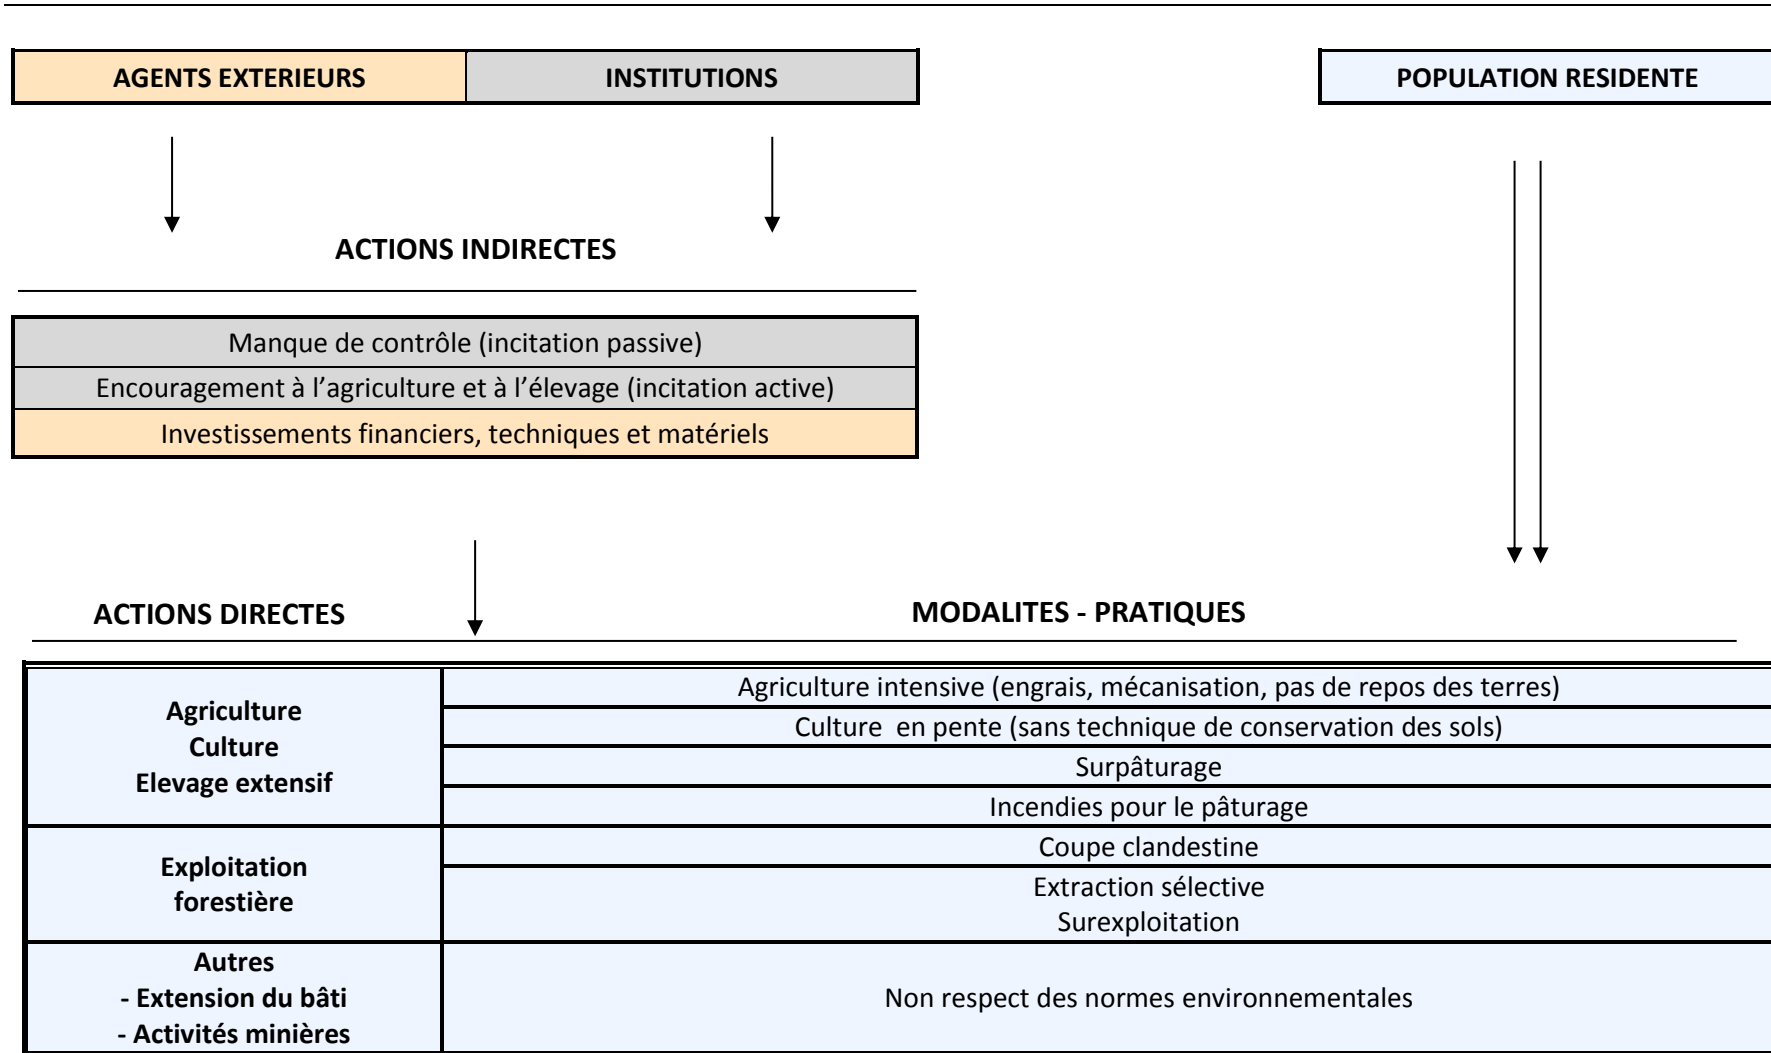 AGENTS EXTERIEURS
INSTITUTIONS
POPULATION RESIDENTE
ACTIONS INDIRECTES
Manque de contrôle (incitation passive)
Encouragement à l’agriculture et à l’élevage (incitation active)
Investissements financiers, techniques et matériels
ACTIONS DIRECTES
MODALITES - PRATIQUES
Agriculture
Culture
Elevage extensif
Agriculture intensive (engrais, mécanisation, pas de repos des terres)
Culture  en pente (sans technique de conservation des sols)
Surpâturage
Incendies pour le pâturage
Exploitation
forestière
Coupe clandestine
Extraction sélective
Surexploitation
Autres
- Extension du bâti
- Activités minières
Non respect des normes environnementales